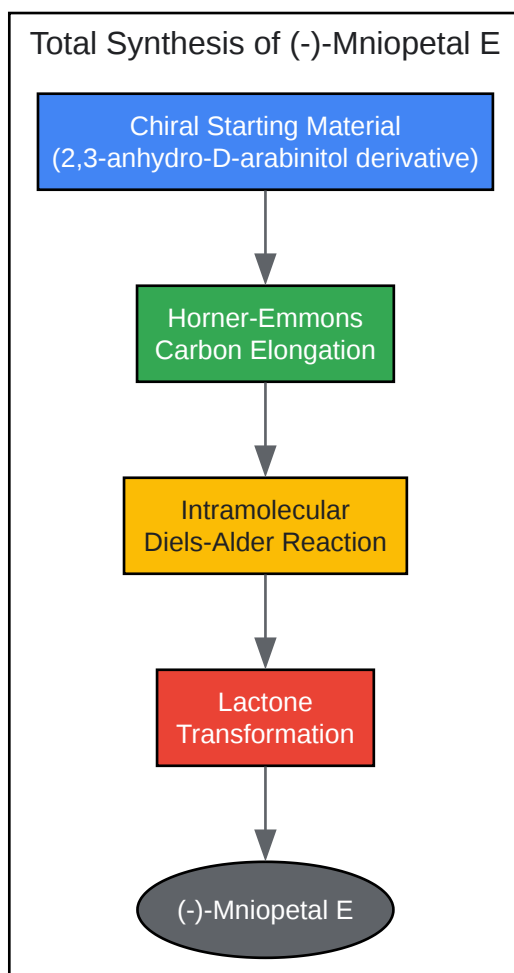 Total Synthesis of (-)-Mniopetal E
Chiral Starting Material
(2,3-anhydro-D-arabinitol derivative)
Horner-Emmons
Carbon Elongation
Intramolecular
Diels-Alder Reaction
Lactone
Transformation
(-)-Mniopetal E